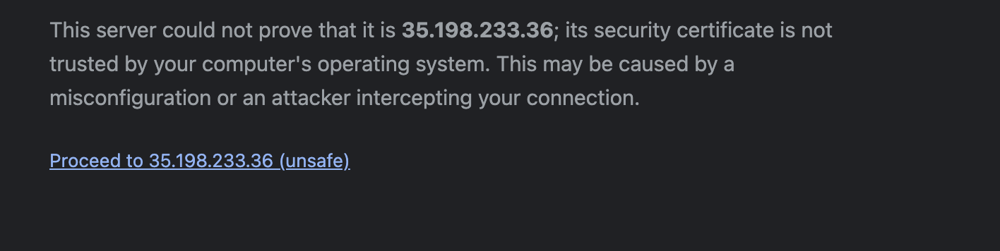 This server could not prove that it is 35.198.233.36; its security certificate is not
trusted by your computer's operating system. This may be caused by a
misconfiguration or an attacker intercepting your connection.
Proceed to 35.198.233.36 (unsafe)